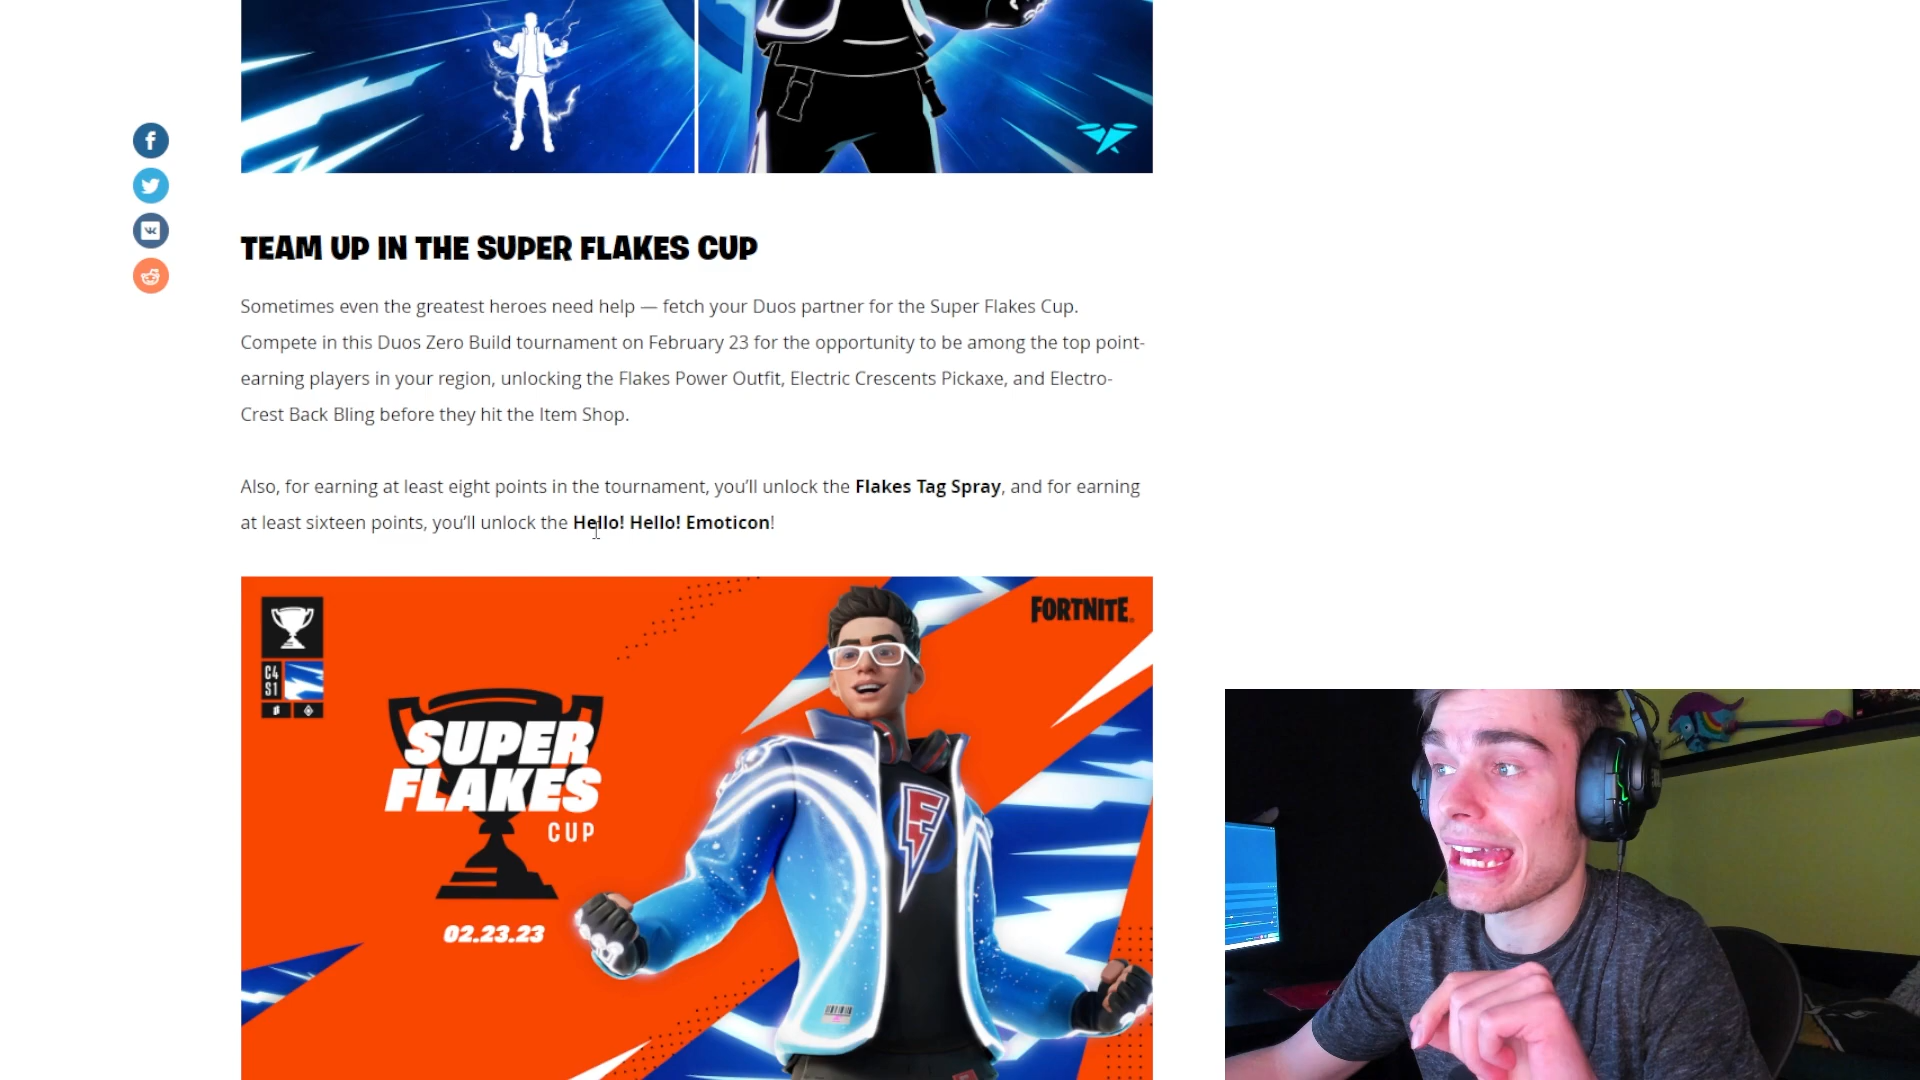 TEAM UP IN THE SUPER FLAKES CUP
Sometimes even the greatest heroes need help — fetch your Duos partner for the Super Flakes Cup.
Compete in this Duos Zero Build tournament on February 23 for the opportunity to be among the top point-
earning players in your region, unlocking the Flakes Power Outfit, Electric Crescents Pickaxe, and Electro-
Crest Back Bling before they hit the Item Shop.
Also, for earning at least eight points in the tournament, you’ll unlock the Flakes Tag Spray, and for earning
at least sixteen points, you’ll unlock the Hello! Hello! Emoticon!
FORTNITE
C4
S1
SUPER
FLAKES
CUP
02.23.23